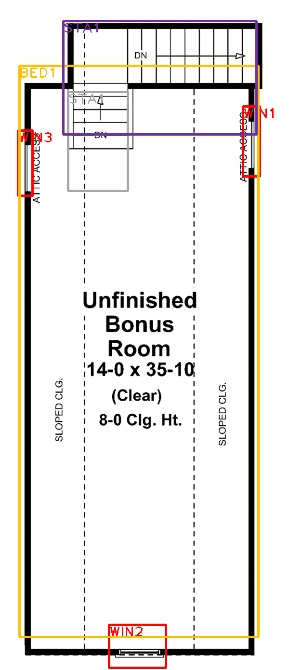 STA1
DN
BED1
STA1
WIN1
DN
WIN3
ATTIC ACCESS
ATTIC ACCESS
Unfinished
Bonus
Room
14-0 x 35-10
(Clear)
8-0 Clg. Ht.
SLOPED CLG.
SLOPED CLG.
WIN2